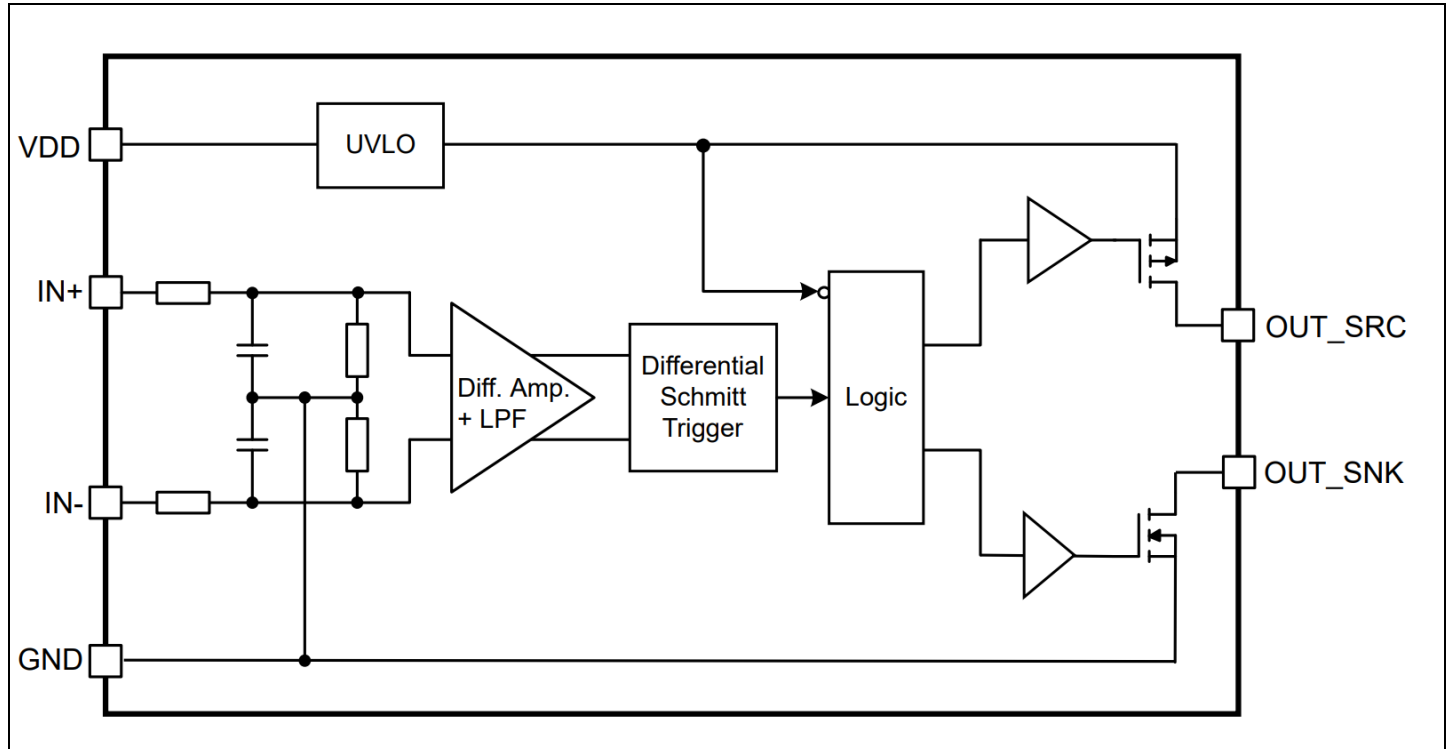 VDD
UVLO
IN+
OUT_SRC
Differential
Schmitt
Trigger
Diff. Amp.
+ LPF
Logic
OUT_SNK
IN-
GND